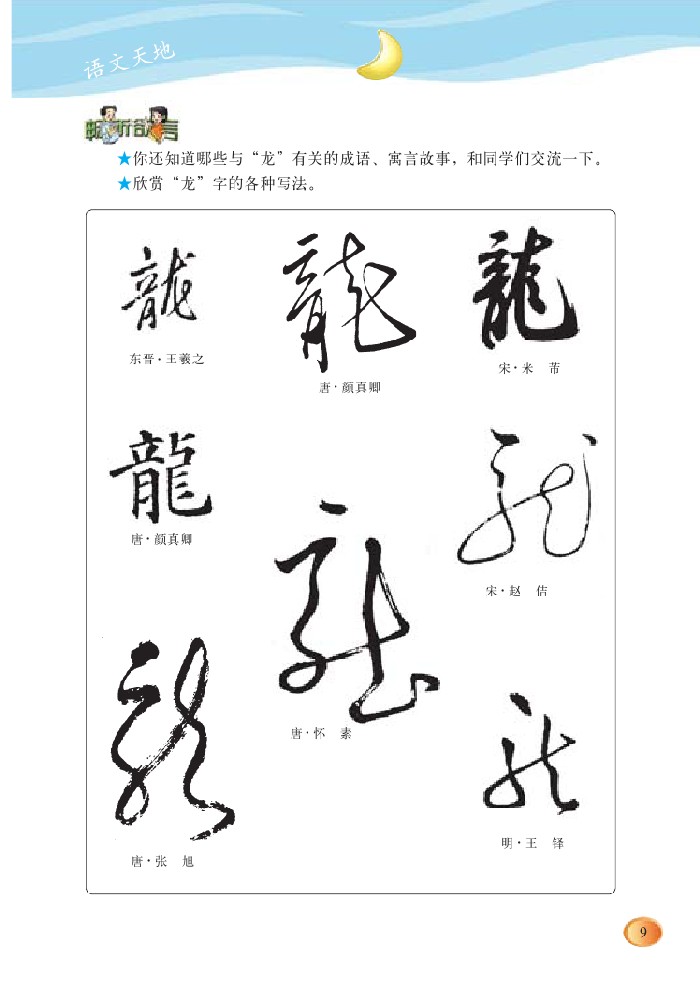 语文天地
畅所欲言
★你还知道哪些与“龙”有关的成语、寓言故事，和同学们交流一下。
★欣赏“龙”字的各种写法。
龍
龍
龍
东晋·王羲之
唐·颜真卿
宋·米 芾
龍
龍
龍
唐·颜真卿
宋·赵 佶
唐·怀 素
龍
龍
唐·张 旭
明·王 铎
9